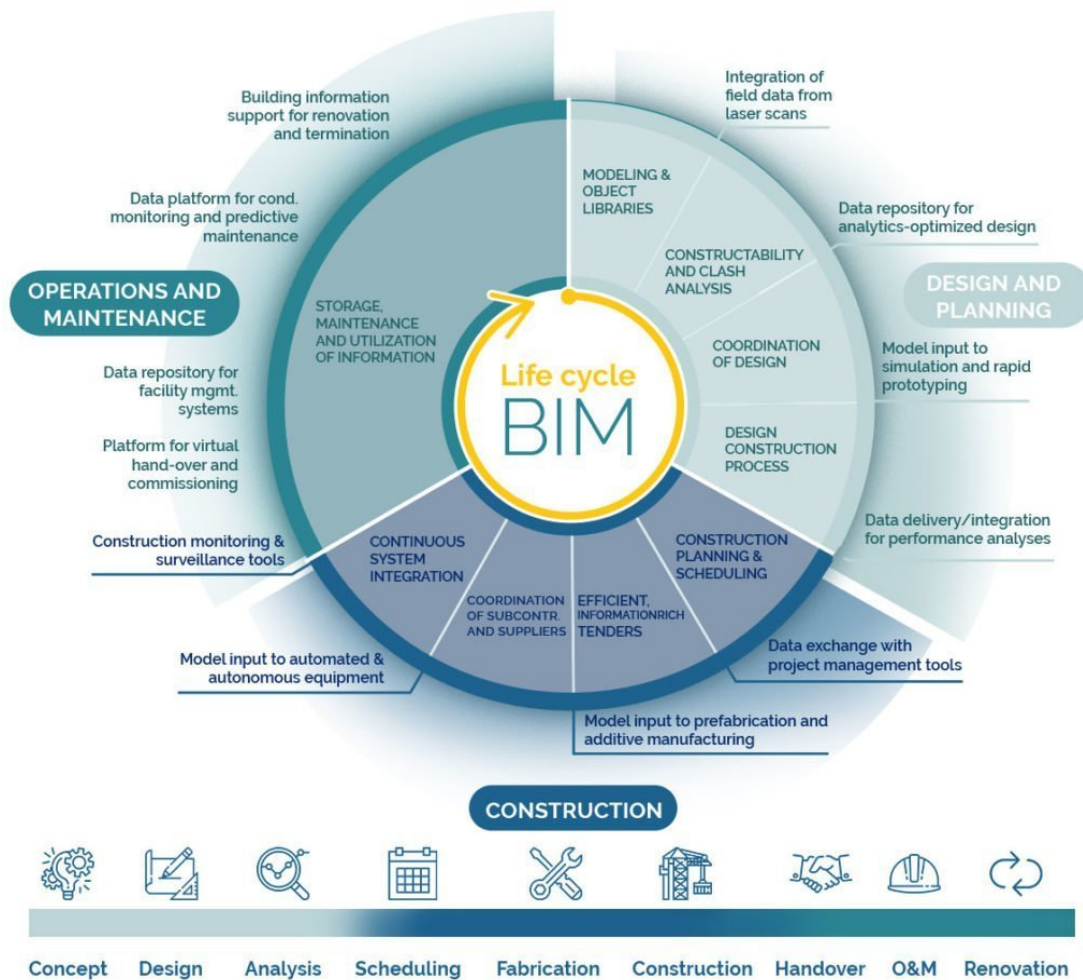 Building information
support for renovation
and termination
Data platform for cond.
monitoring and predictive
maintenance
OPERATIONS AND
MAINTENANCE
Data repository for
facility mgmt.
systems
Platform for virtual
hand-over and
commissioning
Construction monitoring &
surveillance tools
Model input to automated &
autonomous equipment
STORAGE,
MAINTENANCE
AND UTILIZATION
OF INFORMATION
Life cycle
BIM
MODELING &
OBJECT
LIBRARIES
CONSTRUCTABILITY
AND CLASH
ANALYSIS
COORDINATION
OF DESIGN
DESIGN
CONSTRUCTION
PROCESS
CONSTRUCTION
PLANNING &
SCHEDULING
EFFICIENT,
INFORMATIONRICH
TENDERS
COORDINATION
OF SUBCONTR.
AND SUPPLIERS
CONTINUOUS
SYSTEM
INTEGRATION
Integration of
field data from
laser scans
Data repository for
analytics-optimized design
DESIGN AND
PLANNING
Model input to
simulation and rapid
prototyping
Data delivery/integration
for performance analyses
Data exchange with
project management tools
Model input to prefabrication and
additive manufacturing
CONSTRUCTION
Concept Design Analysis Scheduling Fabrication Construction Handover O&M Renovation